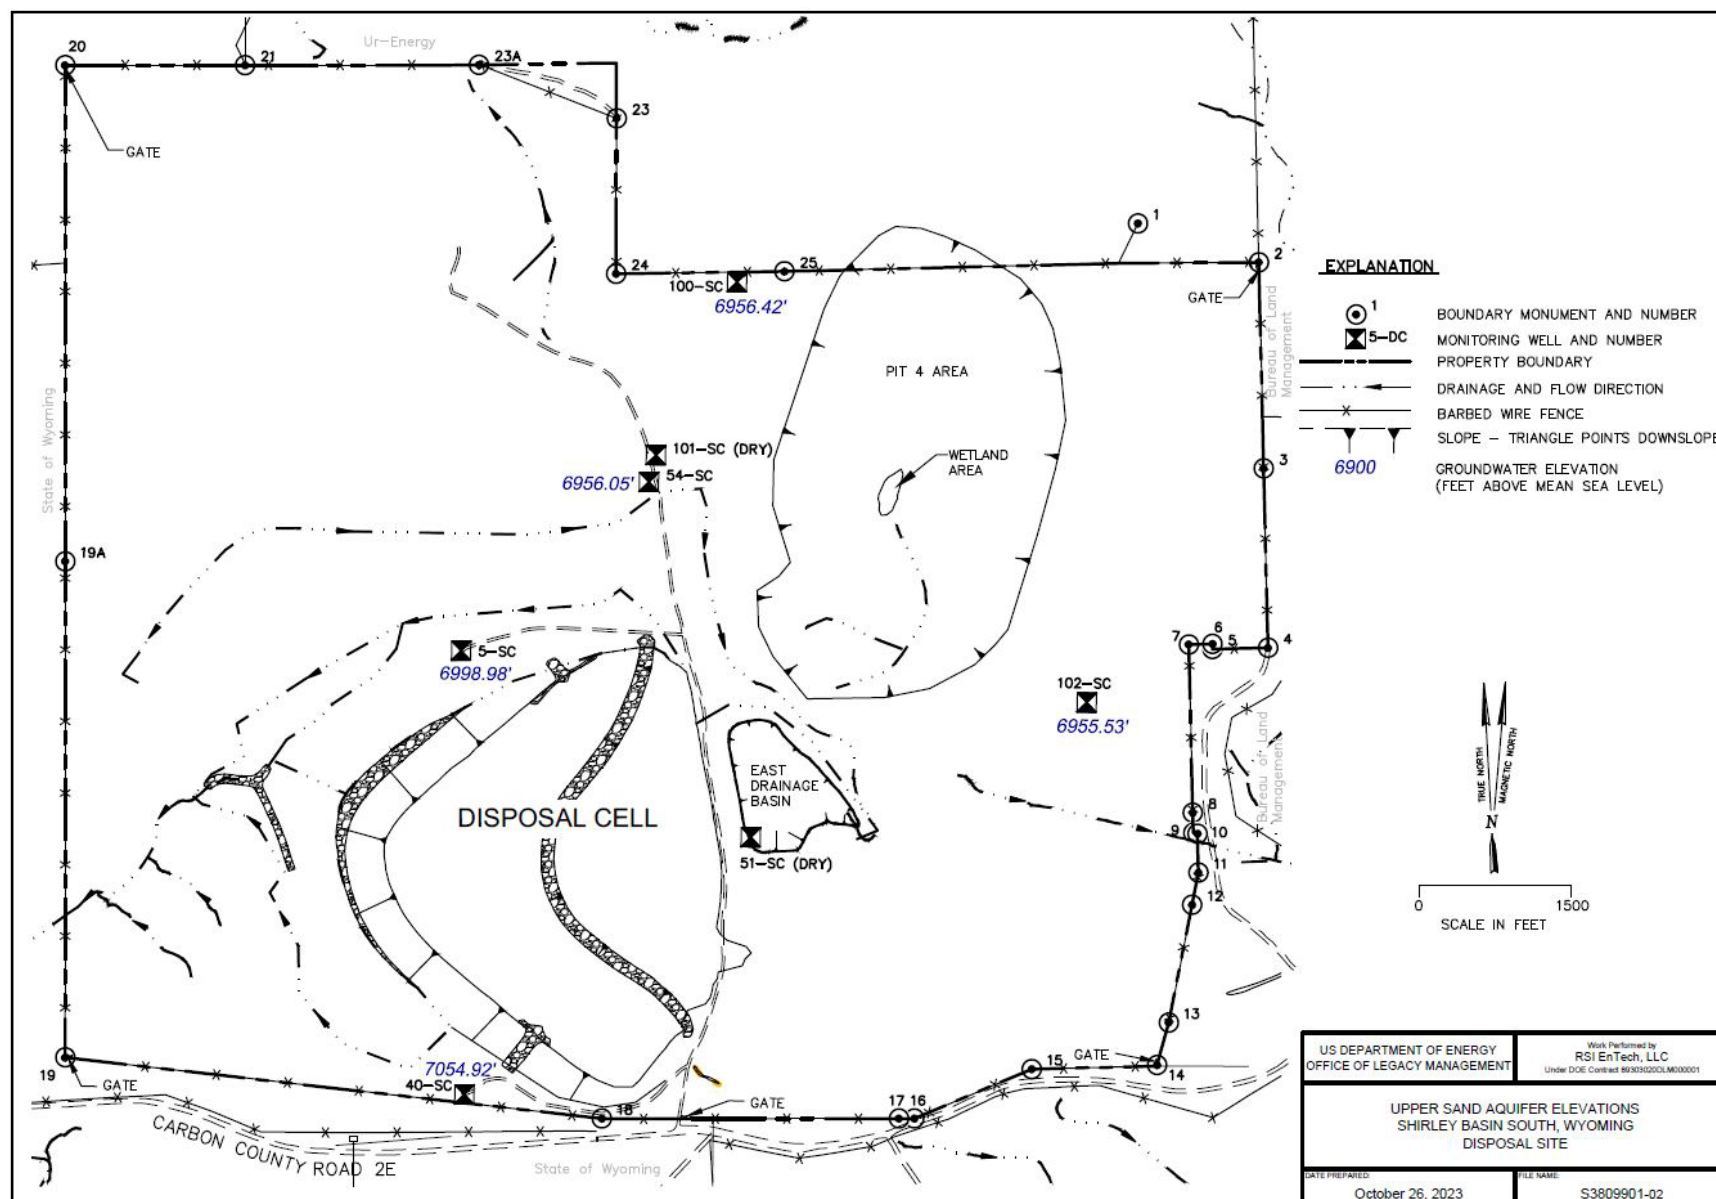 20
21
Ur-Energy
23A
23
GATE
1
2
24
25
100-SC
6956.42'
GATE
Bureau of Land
Management
EXPLANATION
1
BOUNDARY MONUMENT AND NUMBER
5-DC
MONITORING WELL AND NUMBER
PROPERTY BOUNDARY
DRAINAGE AND FLOW DIRECTION
BARBED WIRE FENCE
SLOPE - TRIANGLE POINTS DOWNSLOPE
6900
GROUNDWATER ELEVATION
(FEET ABOVE MEAN SEA LEVEL)
PIT 4 AREA
State of Wyoming
101-SC (DRY)
54-SC
6956.05'
WETLAND
AREA
3
19A
7
6
5
4
5-SC
6998.98'
102-SC
6955.53'
Bureau of Land
Management
TRUE NORTH
MAGNETIC NORTH
N
EAST
DRAINAGE
BASIN
DISPOSAL CELL
51-SC (DRY)
8
9
10
11
12
0
1500
SCALE IN FEET
13
14
GATE
15
19
GATE
7054.92'
40-SC
18
GATE
17
16
CARBON COUNTY ROAD 2E
State of Wyoming
US DEPARTMENT OF ENERGY
OFFICE OF LEGACY MANAGEMENT
Work Performed by
RSI EnTech, LLC
Under DOE Contract 89303020DLM000001
UPPER SAND AQUIFER ELEVATIONS
SHIRLEY BASIN SOUTH, WYOMING
DISPOSAL SITE
DATE PREPARED:
October 26, 2023
FILE NAME:
S3809901-02